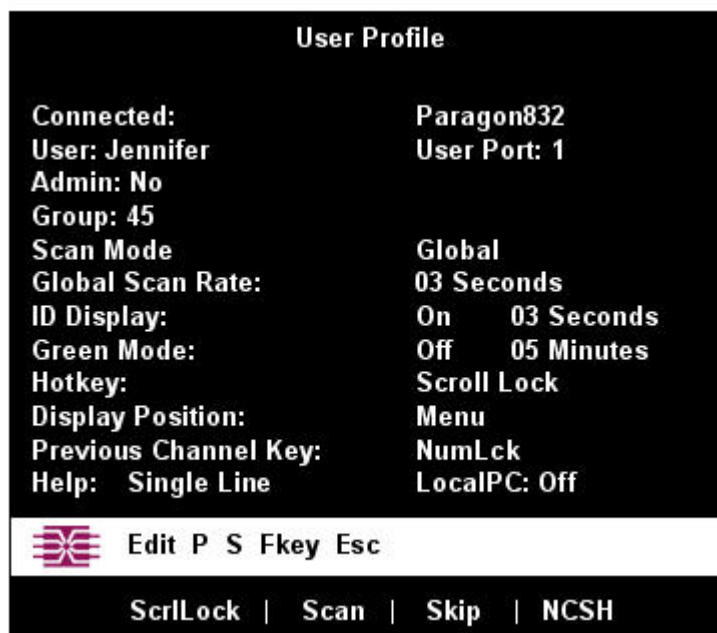 User Profile
Connected: Paragon832
User: Jennifer User Port: 1
Admin: No
Group: 45
Scan Mode Global
Global Scan Rate: 03 Seconds
ID Display: On 03 Seconds
Green Mode: Off 05 Minutes
Hotkey: Scroll Lock
Display Position: Menu
Previous Channel Key: NumLck
Help: Single Line LocalPC: Off
Edit P S Fkey Esc
ScrlLock | Scan | Skip | NCSH